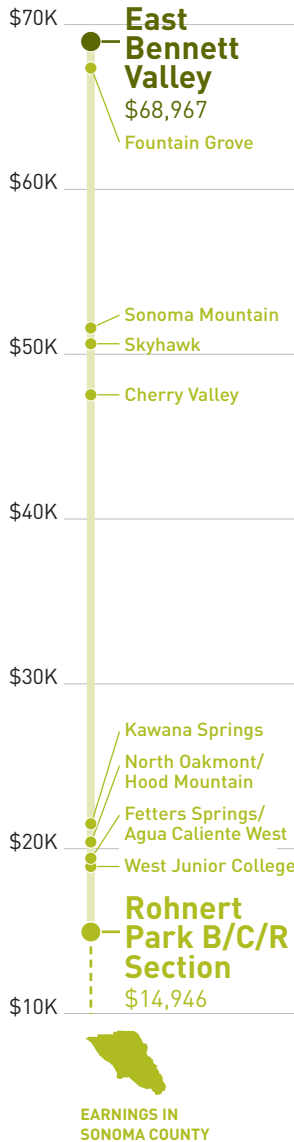 $70K
East
Bennett
Valley
$68,967
Fountain Grove
$60K
Sonoma Mountain
$50K
Skyhawk
Cherry Valley
$40K
$30K
Kawana Springs
North Oakmont/
Hood Mountain
Fetters Springs/
Agua Caliente West
$20K
West Junior College
Rohnert
Park B/C/R
Section
$14,946
$10K
EARNINGS IN
SONOMA COUNTY